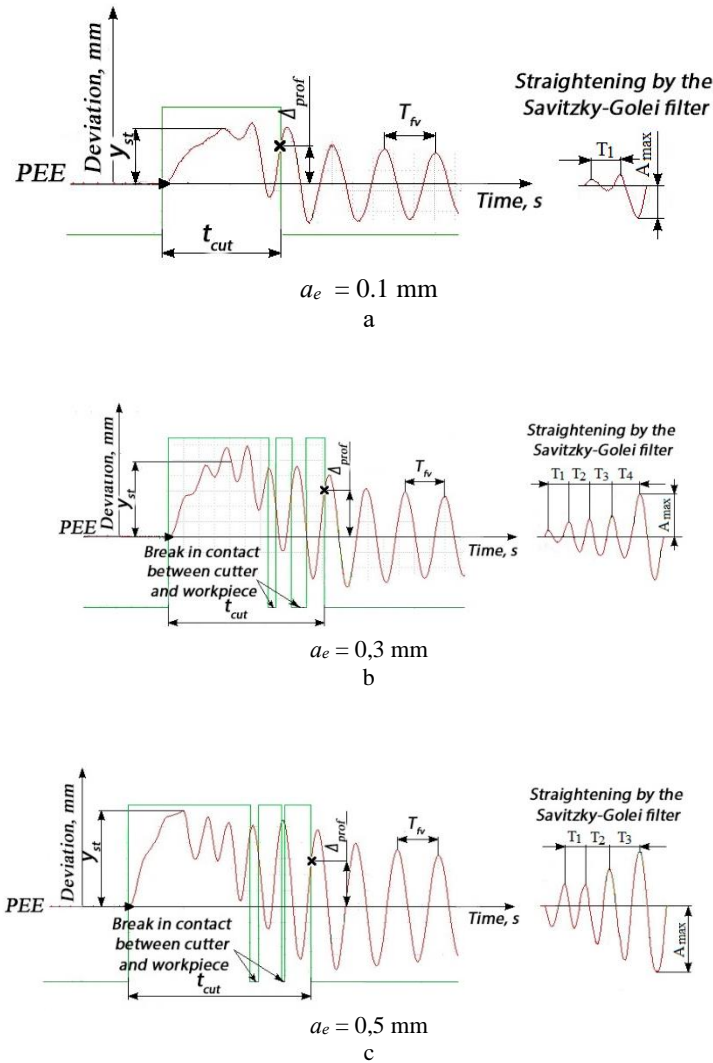 Deviation, mm
y_st
Δ_prof
T_fv
PEE
Time, s
t_cut
Straightening by the
Savitzky-Golei filter
T1
A max
a_e = 0.1 mm
a
Deviation, mm
y_st
Δ_prof
T_fv
PEE
Time, s
Break in contact
between cutter
and workpiece
t_cut
Straightening by the
Savitzky-Golei filter
T1 T2 T3 T4
A max
a_e = 0,3 mm
b
Deviation, mm
y_st
Δ_prof
T_fv
PEE
Time, s
Break in contact
between cutter
and workpiece
t_cut
Straightening by the
Savitzky-Golei filter
T1 T2 T3
A max
a_e = 0,5 mm
c